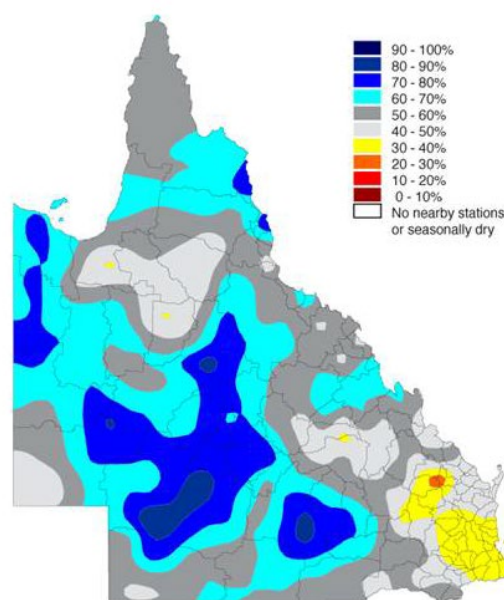 90 - 100%
80 - 90%
70 - 80%
60 - 70%
50 - 60%
40 - 50%
30 - 40%
20 - 30%
10 - 20%
0 - 10%
No nearby stations
or seasonally dry